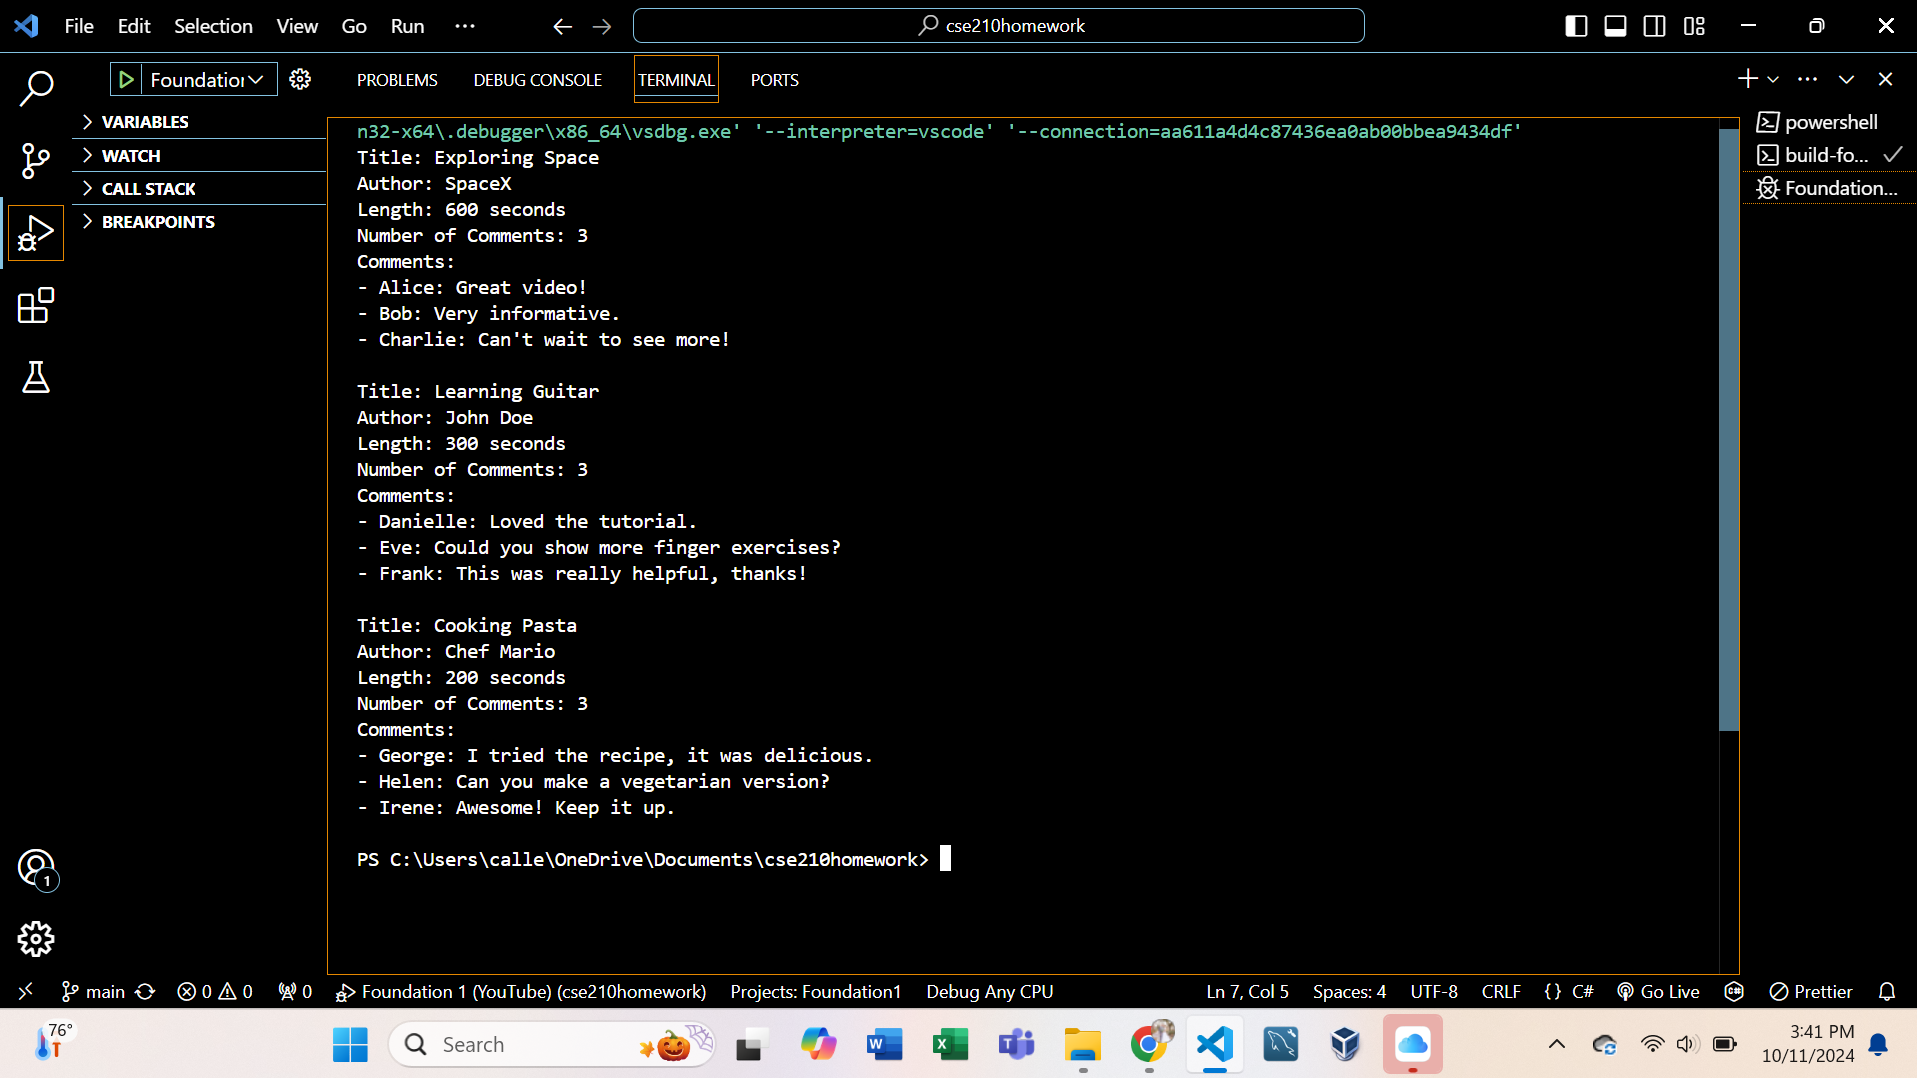 File Edit Selection View Go Run ···
cse210homework
Foundation
PROBLEMS DEBUG CONSOLE TERMINAL PORTS
VARIABLES
WATCH
CALL STACK
BREAKPOINTS
n32-x64\.debugger\x86_64\vsdbg.exe' '--interpreter=vscode' '--connection=aa611a4d4c87436ea0ab00bbea9434df'
Title: Exploring Space
Author: SpaceX
Length: 600 seconds
Number of Comments: 3
Comments:
- Alice: Great video!
- Bob: Very informative.
- Charlie: Can't wait to see more!
Title: Learning Guitar
Author: John Doe
Length: 300 seconds
Number of Comments: 3
Comments:
- Danielle: Loved the tutorial.
- Eve: Could you show more finger exercises?
- Frank: This was really helpful, thanks!
Title: Cooking Pasta
Author: Chef Mario
Length: 200 seconds
Number of Comments: 3
Comments:
- George: I tried the recipe, it was delicious.
- Helen: Can you make a vegetarian version?
- Irene: Awesome! Keep it up.
PS C:\Users\calle\OneDrive\Documents\cse210homework>
powershell
build-fo...
Foundation...
1
main 0 0 0 Foundation 1 (YouTube) (cse210homework) Projects: Foundation1 Debug Any CPU Ln 7, Col 5 Spaces: 4 UTF-8 CRLF {} C# Go Live Prettier
76°
Search
3:41 PM
10/11/2024